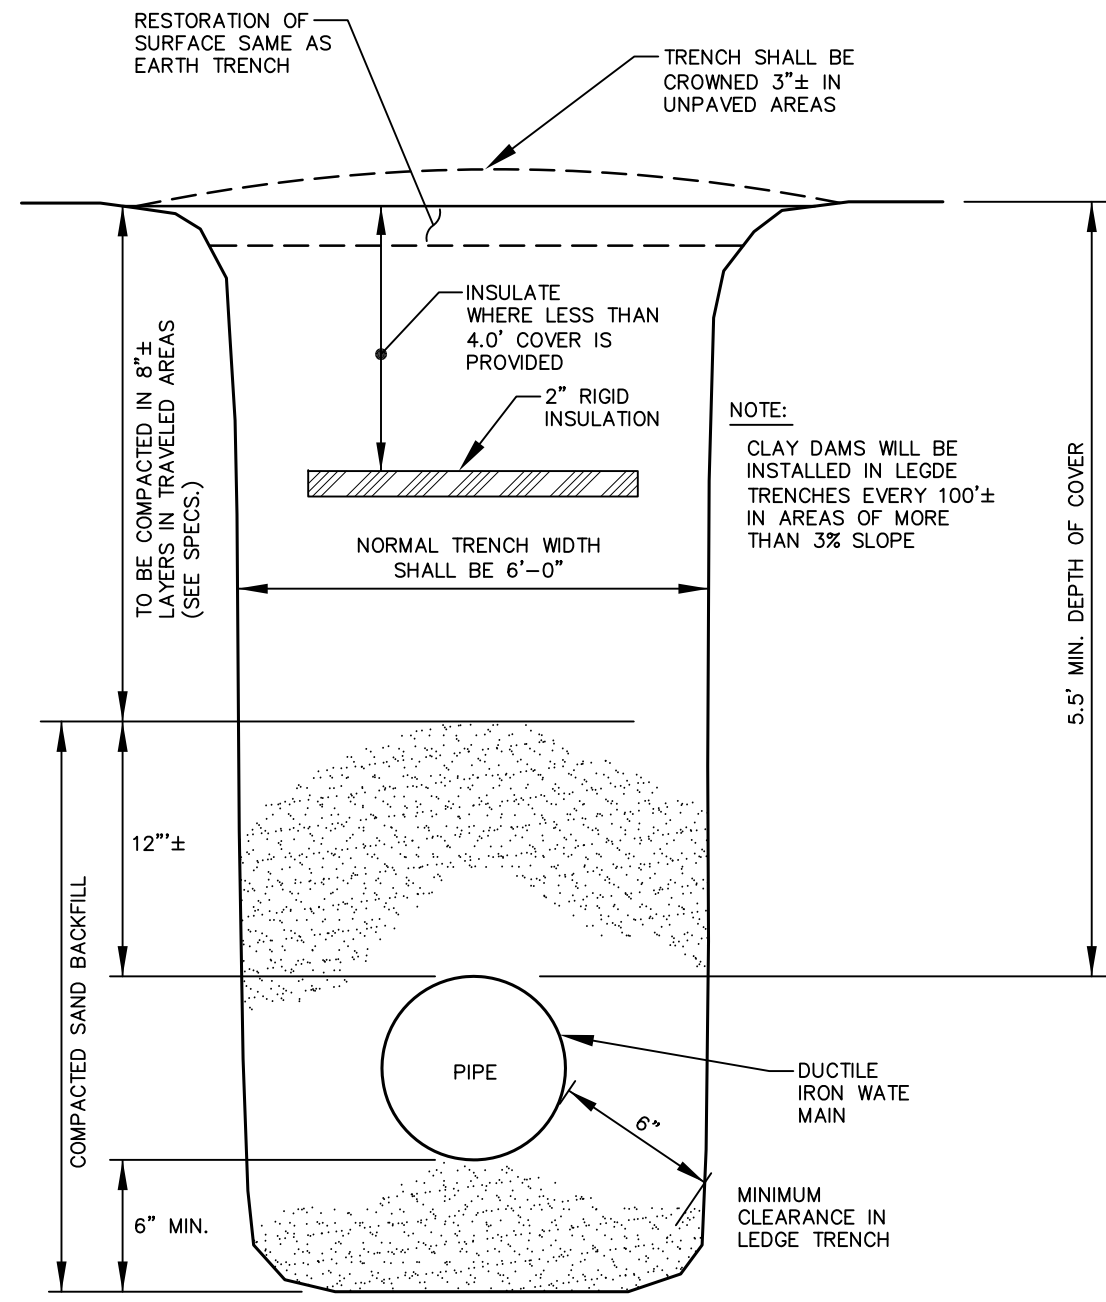 RESTORATION OF
SURFACE SAME AS
EARTH TRENCH
TRENCH SHALL BE
CROWNED 3"± IN
UNPAVED AREAS
INSULATE
WHERE LESS THAN
4.0' COVER IS
PROVIDED
2" RIGID
INSULATION
TO BE COMPACTED IN 8"±
LAYERS IN TRAVELED AREAS
(SEE SPECS.)
NOTE:
CLAY DAMS WILL BE
INSTALLED IN LEGDE
TRENCHES EVERY 100'±
IN AREAS OF MORE
THAN 3% SLOPE
NORMAL TRENCH WIDTH
SHALL BE 6'-0"
5.5' MIN. DEPTH OF COVER
12"'±
COMPACTED SAND BACKFILL
PIPE
DUCTILE
IRON WATE
MAIN
6"
6" MIN.
MINIMUM
CLEARANCE IN
LEDGE TRENCH